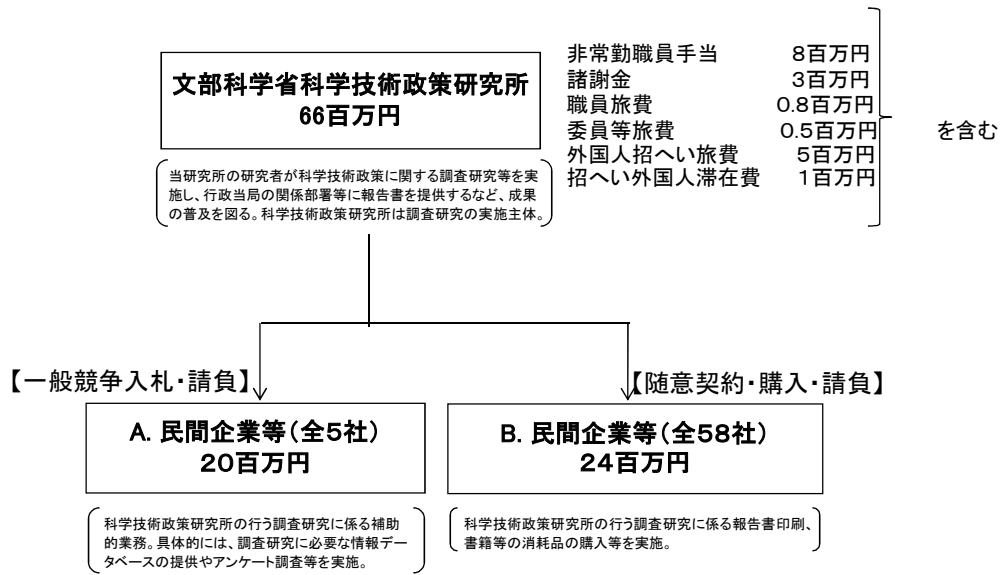 文部科学省科学技術政策研究所
66百万円
非常勤職員手当 8百万円
諸謝金 3百万円
職員旅費 0.8百万円
委員等旅費 0.5百万円
外国人招へい旅費 5百万円
招へい外国人滞在費 1百万円
を含む
当研究所の研究者が科学技術政策に関する調査研究等を実
施し、行政当局の関係部署等に報告書を提供するなど、成果
の普及を図る。科学技術政策研究所は調査研究の実施主体。
【一般競争入札・請負】
【随意契約・購入・請負】
A. 民間企業等(全5社)
20百万円
B. 民間企業等(全58社)
24百万円
科学技術政策研究所の行う調査研究に係る補助
的業務。具体的には、調査研究に必要な情報デー
タベースの提供やアンケート調査等を実施。
科学技術政策研究所の行う調査研究に係る報告書印刷、
書籍等の消耗品の購入等を実施。